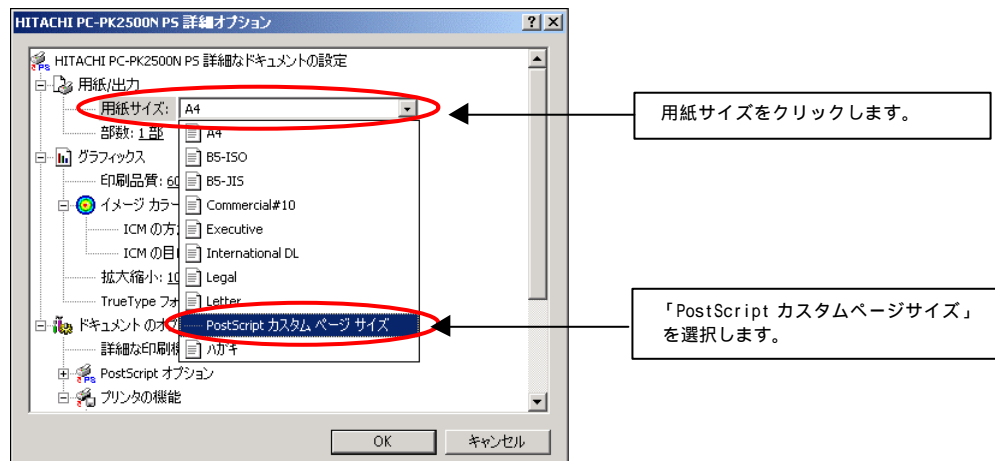 HITACHI PC-PK2500N PS 詳細オプション
HITACHI PC-PK2500N PS 詳細なドキュメントの設定
用紙/出力
用紙サイズ: A4
部数: 1 部
A4
グラフィックス
B5-ISO
印刷品質: 60
B5-JIS
イメージ カラー
Commercial#10
ICM の方
Executive
ICM の目
International DL
拡大縮小: 10
Legal
TrueType フォ
Letter
ドキュメント のオプ
PostScript カスタム ページ サイズ
詳細な印刷機
ハガキ
PostScript オプション
プリンタの機能
OK
キャンセル
用紙サイズをクリックします。
「PostScript カスタムページサイズ」
を選択します。